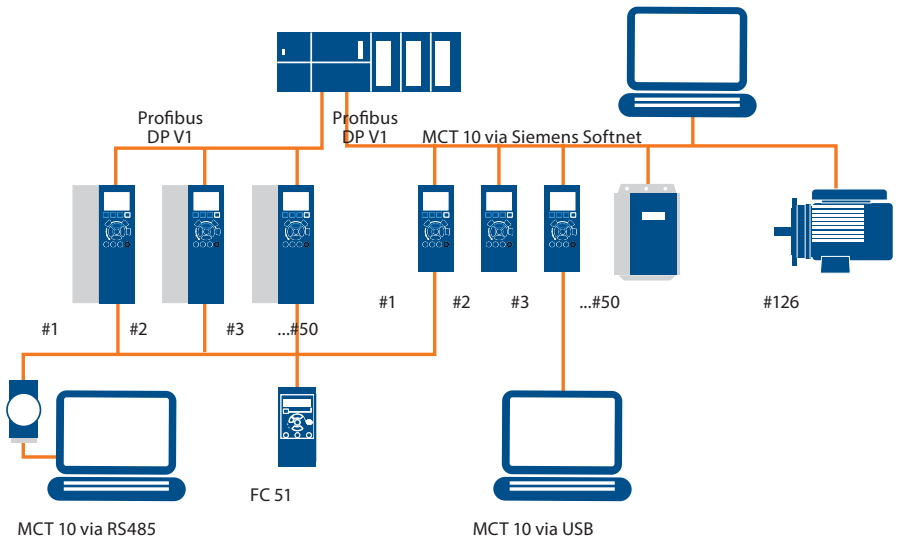 Profibus
DP V1
Profibus
DP V1
MCT 10 via Siemens Softnet
#1
#2
#3
...#50
#126
#1
#2
#3
...#50
FC 51
MCT 10 via RS485
MCT 10 via USB